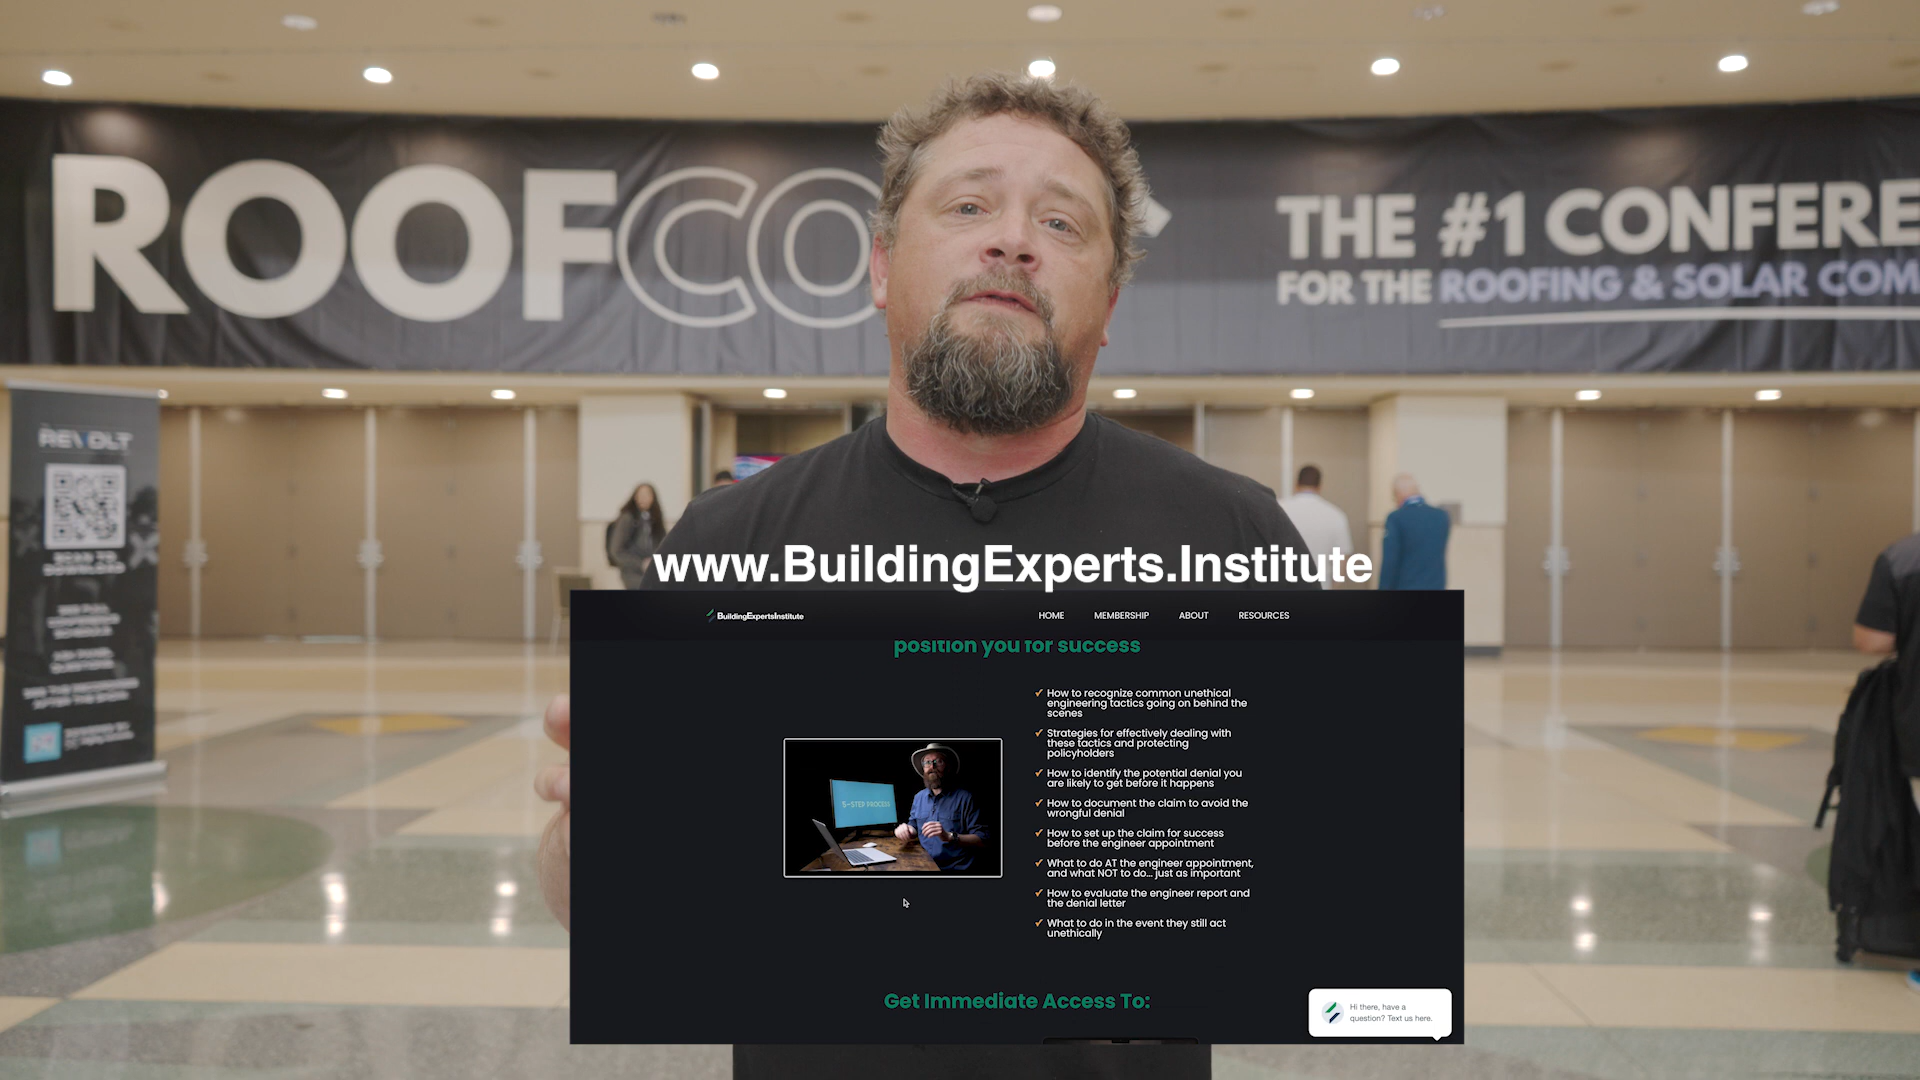 ROOFCO
THE #1 CONFERE
FOR THE ROOFING & SOLAR COM
REVOLT
SCAN TO
DOWNLOAD
www.BuildingExperts.Institute
BuildingExpertsInstitute
HOME MEMBERSHIP ABOUT RESOURCES
position you for success
5-STEP PROCESS
✓ How to recognize common unethical
engineering tactics going on behind the
scenes
✓ Strategies for effectively dealing with
these tactics and protecting
policyholders
✓ How to identify the potential denial you
are likely to get before it happens
✓ How to document the claim to avoid the
wrongful denial
✓ How to set up the claim for success
before the engineer appointment
✓ What to do AT the engineer appointment,
and what NOT to do... just as important
✓ How to evaluate the engineer report and
the denial letter
✓ What to do in the event they still act
unethically
Get Immediate Access To:
Hi there, have a
question? Text us here.